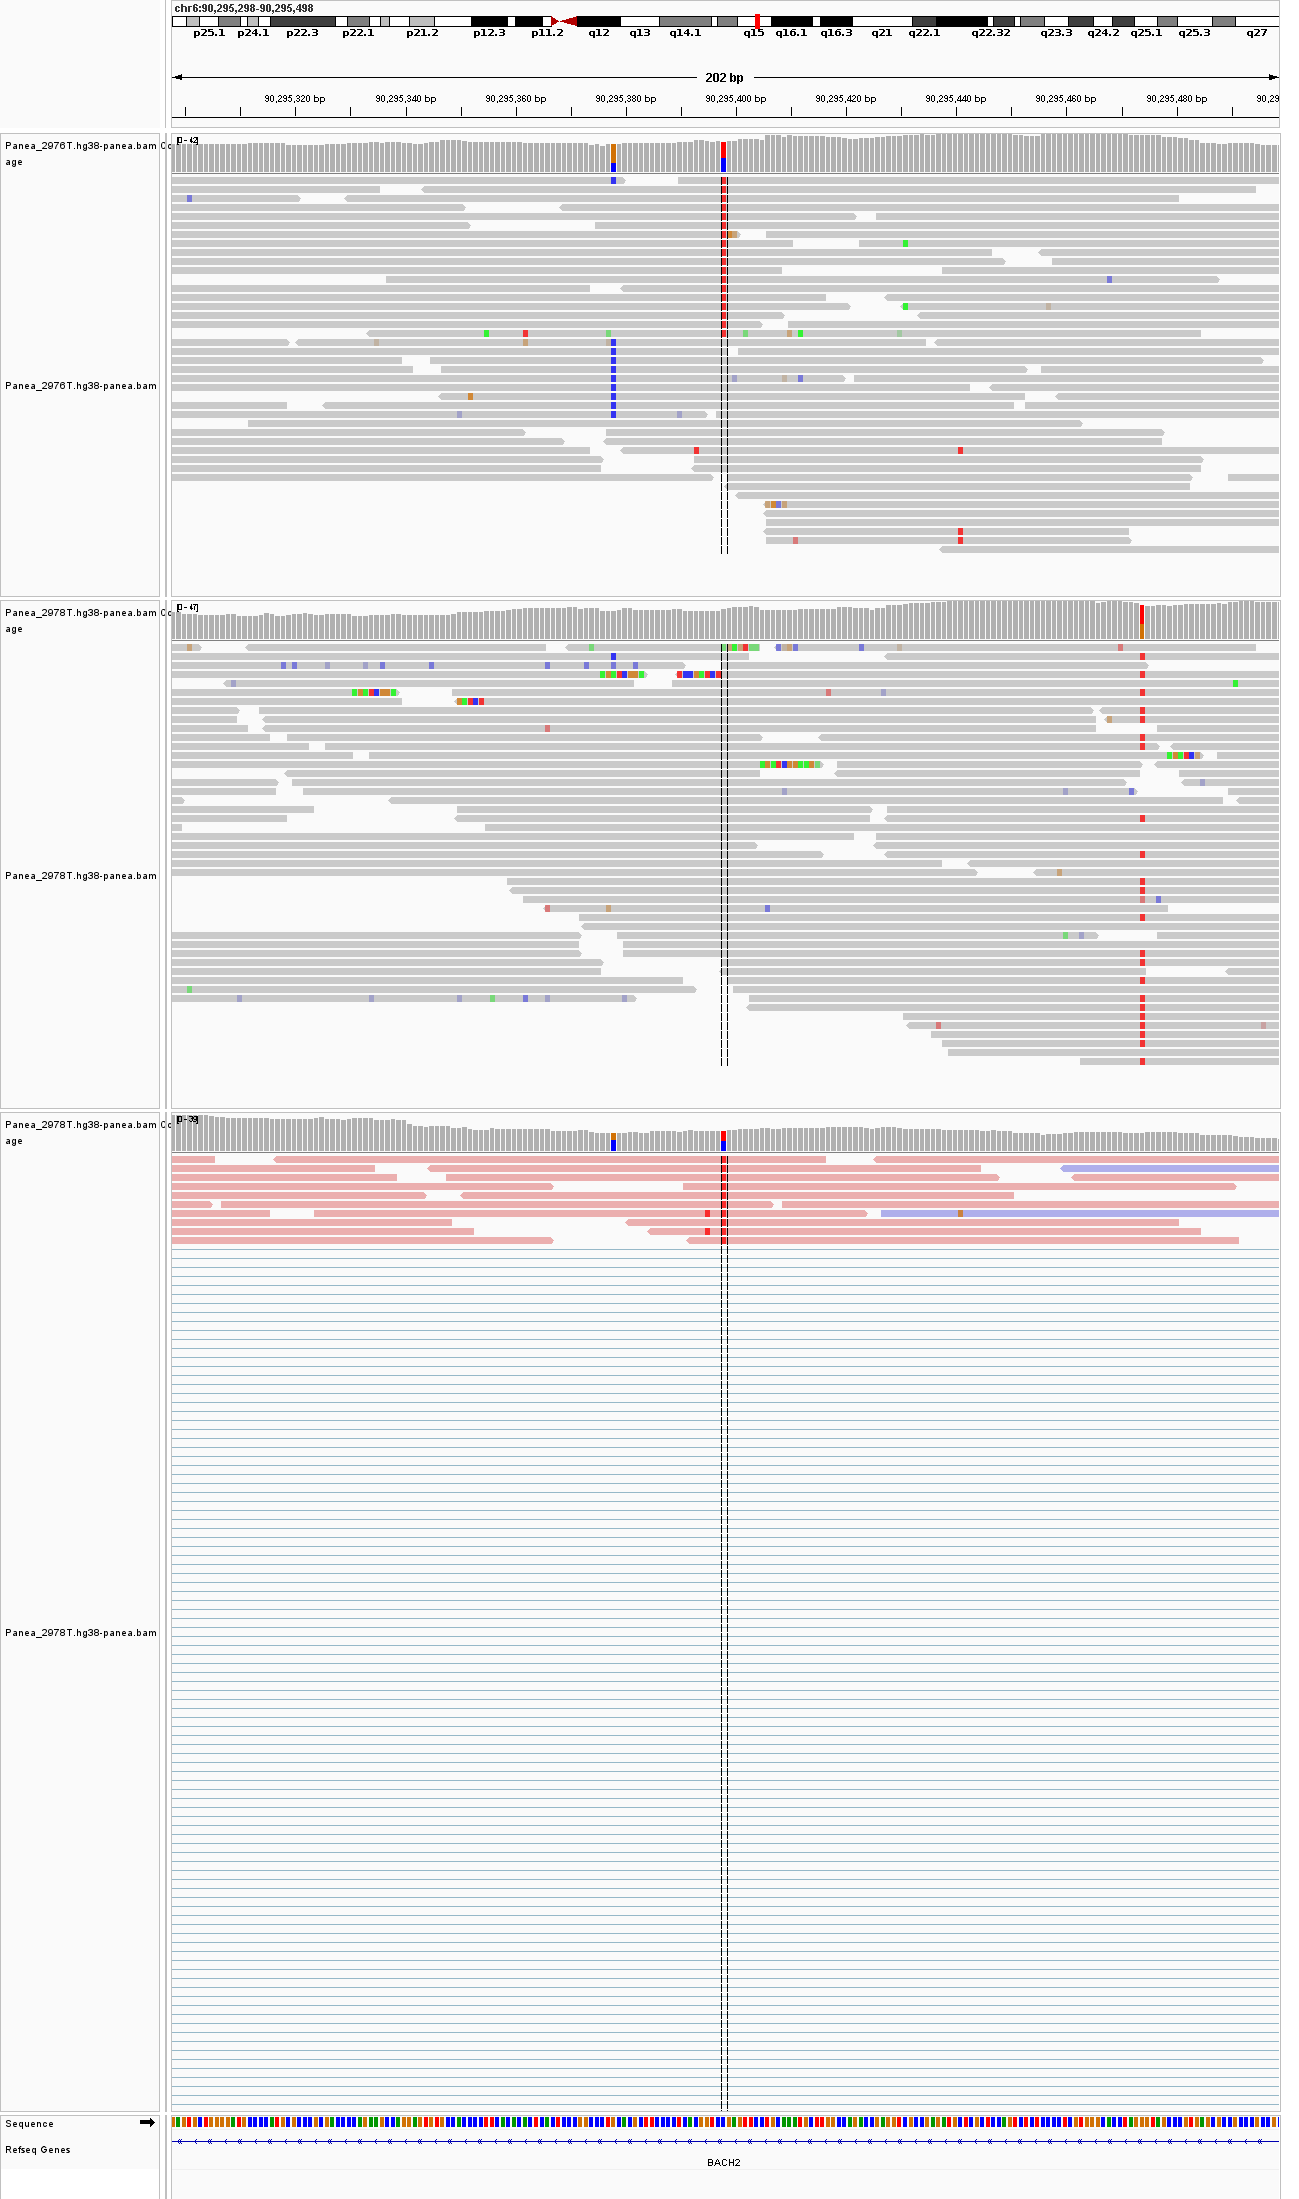 chr6:90,295,298-90,295,498
p25.1 p24.1 p22.3 p22.1 p21.2 p12.3 p11.2 q12 q13 q14.1 q15 q16.1 q16.3 q21 q22.1 q22.32 q23.3 q24.2 q25.1 q25.3 q27
202 bp
90,295,320 bp 90,295,340 bp 90,295,360 bp 90,295,380 bp 90,295,400 bp 90,295,420 bp 90,295,440 bp 90,295,460 bp 90,295,480 bp 90,29
[0 - 42]
Panea_2976T.hg38-panea.bam Co
age
Panea_2976T.hg38-panea.bam
[0 - 47]
Panea_2978T.hg38-panea.bam Co
age
Panea_2978T.hg38-panea.bam
[0 - 39]
Panea_2978T.hg38-panea.bam Co
age
Panea_2978T.hg38-panea.bam
Sequence
Refseq Genes
BACH2